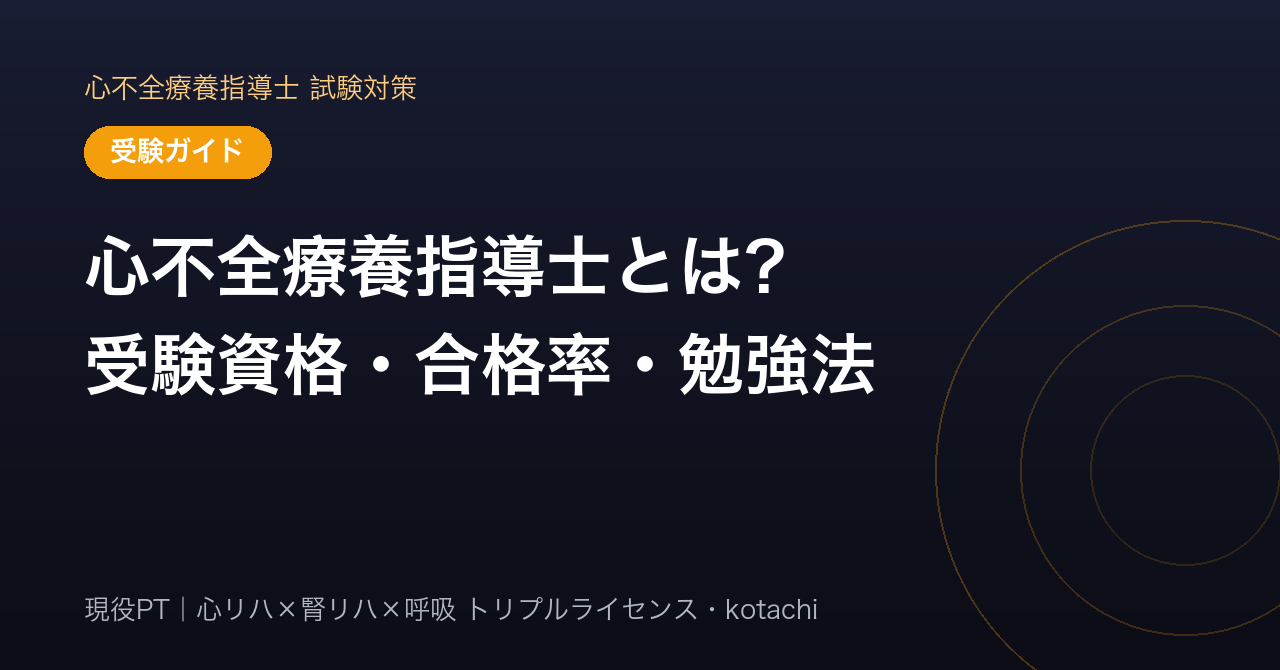 心不全療養指導士 試験対策
受験ガイド
心不全療養指導士とは?
受験資格・合格率・勉強法
現役PT｜心リハ×腎リハ×呼吸 トリプルライセンス・kotachi